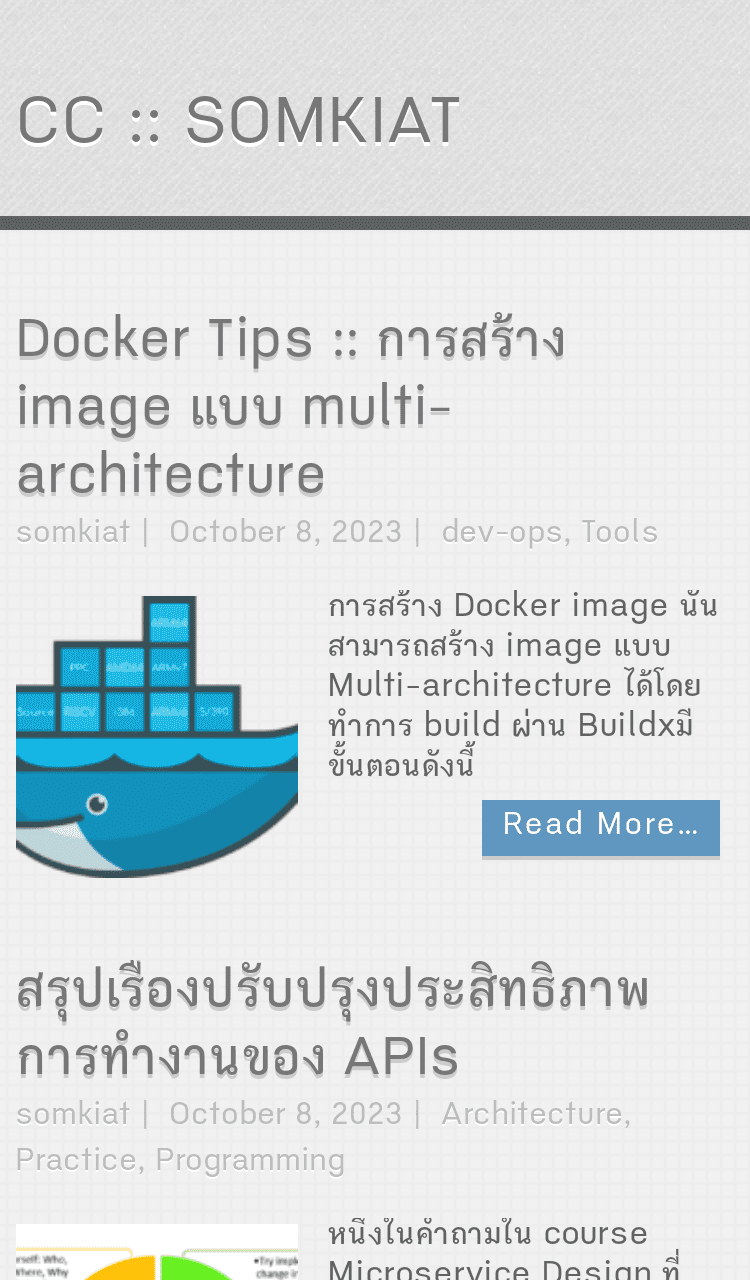 CC :: SOMKIAT
Docker Tips :: การสร้าง
image แบบ multi-
architecture
somkiat | October 8, 2023 | dev-ops, Tools
การสร้าง Docker image นั้น
สามารถสร้าง image แบบ
Multi-architecture ได้โดย
ทำการ build ผ่าน Buildxมี
ขั้นตอนดังนี้
PPC
AMD64
ARMv7
RISCV
386
S/390
Read More...
สรุปเรื่องปรับปรุงประสิทธิภาพ
การทำงานของ APIs
somkiat | October 8, 2023 | Architecture,
Practice, Programming
หนึ่งในคำถามใน course
Microservice Design ที่
rself: Who,
Where, Why
change in